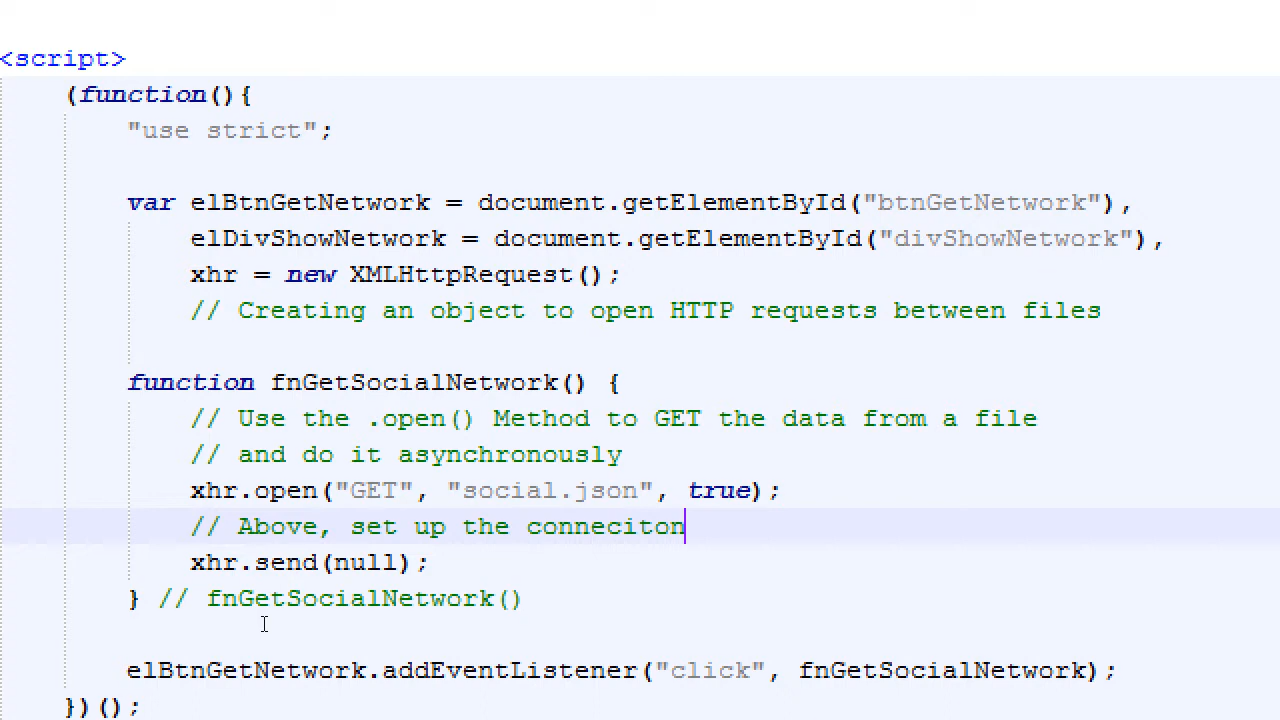 <script>
(function(){
"use strict";
var elBtnGetNetwork = document.getElementById("btnGetNetwork"),
elDivShowNetwork = document.getElementById("divShowNetwork"),
xhr = new XMLHttpRequest();
// Creating an object to open HTTP requests between files
function fnGetSocialNetwork() {
// Use the .open() Method to GET the data from a file
// and do it asynchronously
xhr.open("GET", "social.json", true);
// Above, set up the conneciton
xhr.send(null);
} // fnGetSocialNetwork()
elBtnGetNetwork.addEventListener("click", fnGetSocialNetwork);
})();